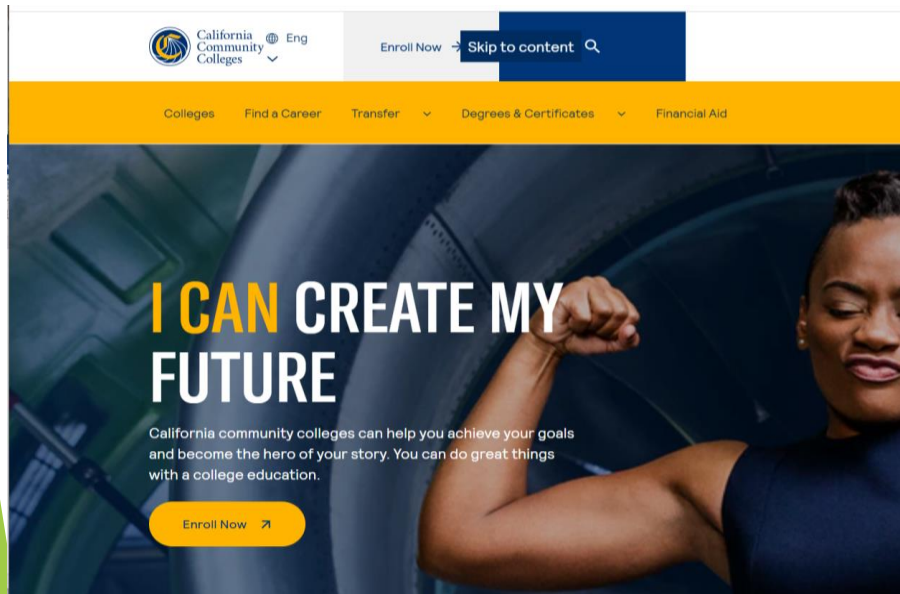 California
Community
Colleges
Eng
Enroll Now
Skip to content
Colleges
Find a Career
Transfer
Degrees & Certificates
Financial Aid
I CAN CREATE MY
FUTURE
California community colleges can help you achieve your goals
and become the hero of your story. You can do great things
with a college education.
Enroll Now